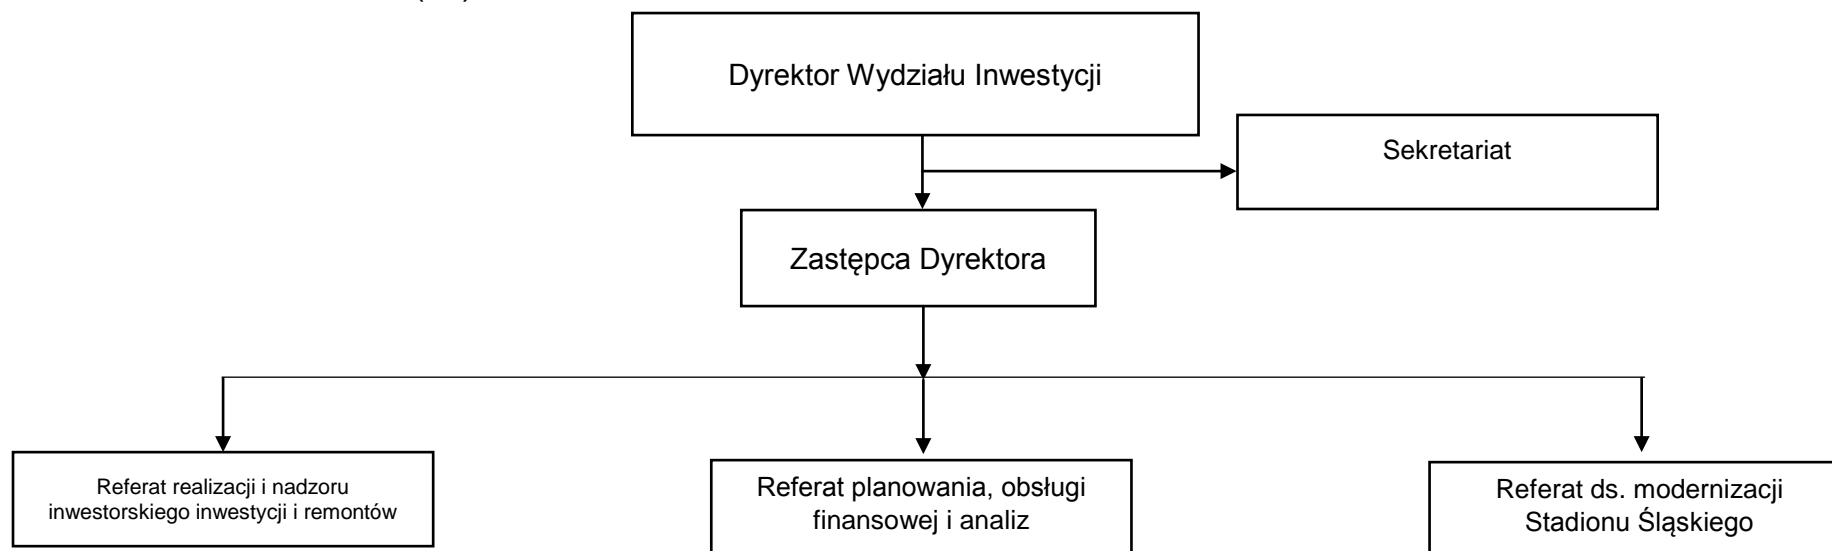 Dyrektor Wydziału Inwestycji
Sekretariat
Zastępca Dyrektora
Referat realizacji i nadzoru
inwestorskiego inwestycji i remontów
Referat planowania, obsługi
finansowej i analiz
Referat ds. modernizacji
Stadionu Śląskiego